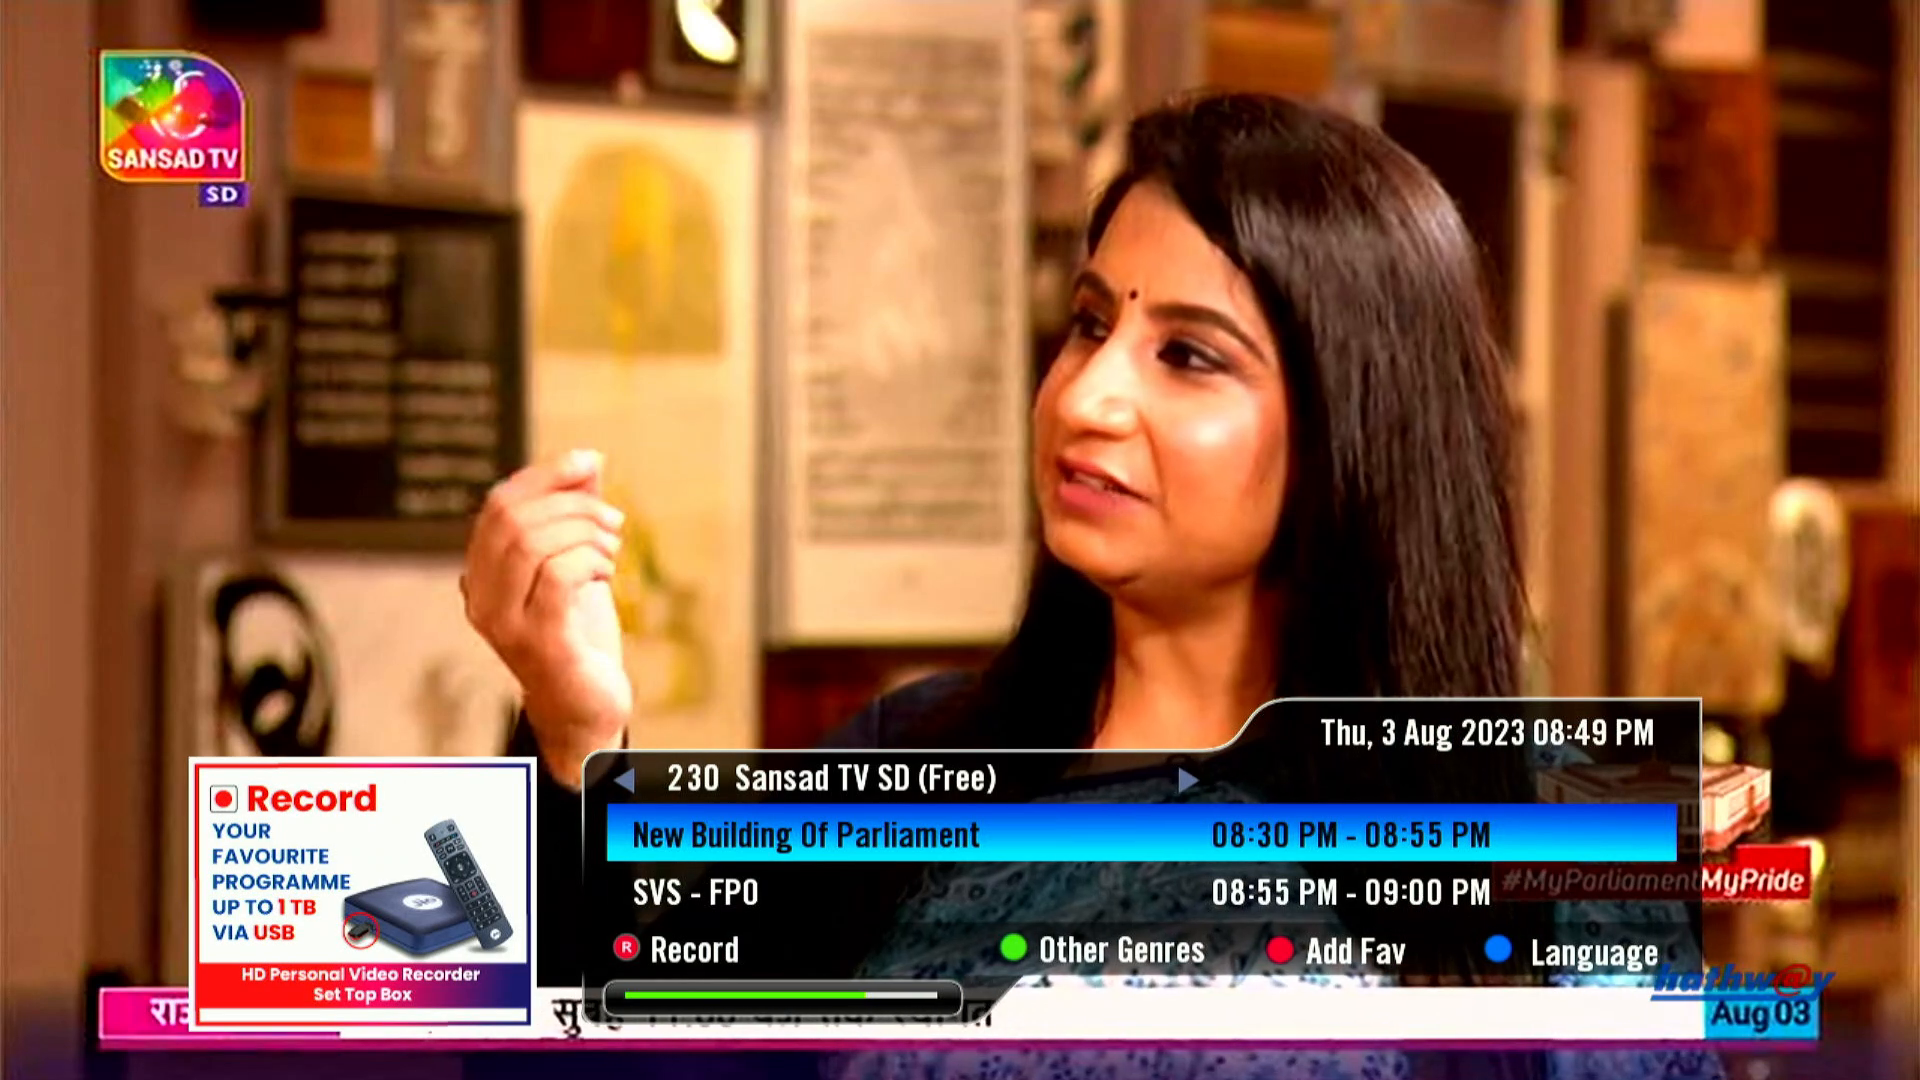 SANSAD TV
SD
Thu, 3 Aug 2023 08:49 PM
230 Sansad TV SD (Free)
New Building Of Parliament 08:30 PM - 08:55 PM
SVS - FPO 08:55 PM - 09:00 PM
R Record Other Genres Add Fav Language
Record
YOUR
FAVOURITE
PROGRAMME
UP TO 1 TB
VIA USB
Jio
HD Personal Video Recorder
Set Top Box
#MyParliamentMyPride
hathw@y
Aug 03